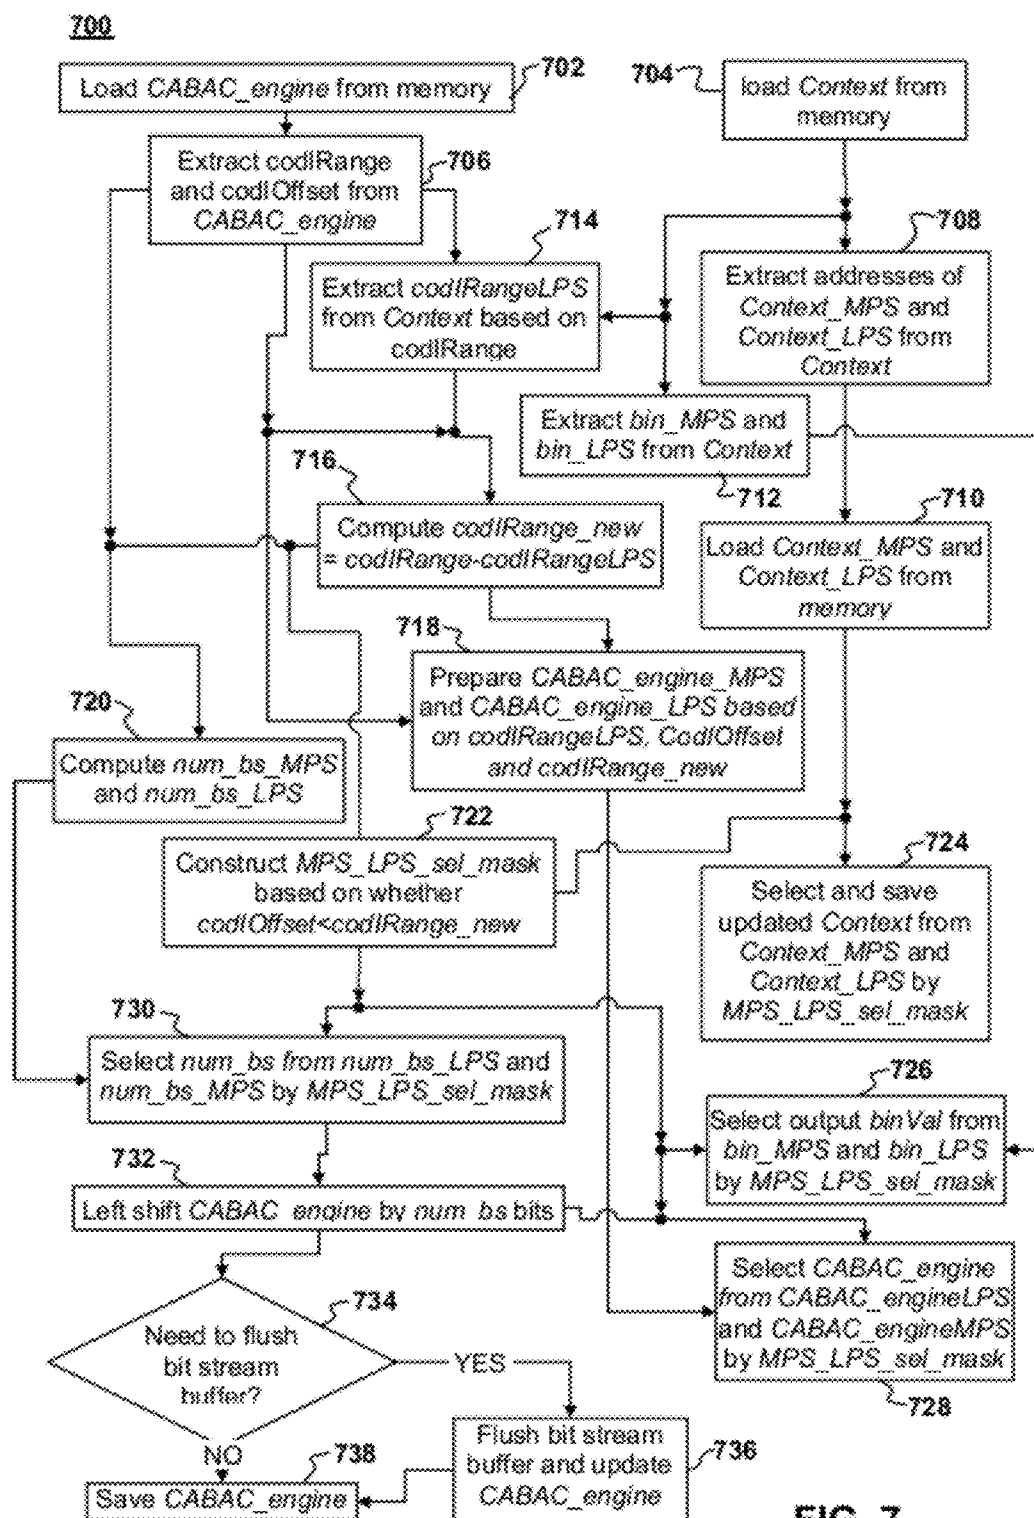 700
Load CABAC_engine from memory
702
704
load Context from
memory
Extract codIRange
and codIOffset from
CABAC_engine
706
714
708
Extract codIRangeLPS
from Context based on
codIRange
Extract addresses of
Context_MPS and
Context_LPS from
Context
Extract bin_MPS and
bin_LPS from Context
712
716
Compute codIRange_new
= codIRange-codIRangeLPS
710
Load Context_MPS and
Context_LPS from
memory
718
Prepare CABAC_engine_MPS
and CABAC_engine_LPS based
on codIRangeLPS, CodIOffset
and codIRange_new
720
Compute num_bs_MPS
and num_bs_LPS
722
Construct MPS_LPS_sel_mask
based on whether
codIOffset<codIRange_new
724
Select and save
updated Context from
Context_MPS and
Context_LPS by
MPS_LPS_sel_mask
730
Select num_bs from num_bs_LPS and
num_bs_MPS by MPS_LPS_sel_mask
726
Select output binVal from
bin_MPS and bin_LPS
by MPS_LPS_sel_mask
732
Left shift CABAC_engine by num_bs bits
Select CABAC_engine
from CABAC_engineLPS
and CABAC_engineMPS
by MPS_LPS_sel_mask
728
734
Need to flush
bit stream
buffer?
YES
NO
Flush bit stream
buffer and update
CABAC_engine
736
738
Save CABAC_engine
FIG. 7